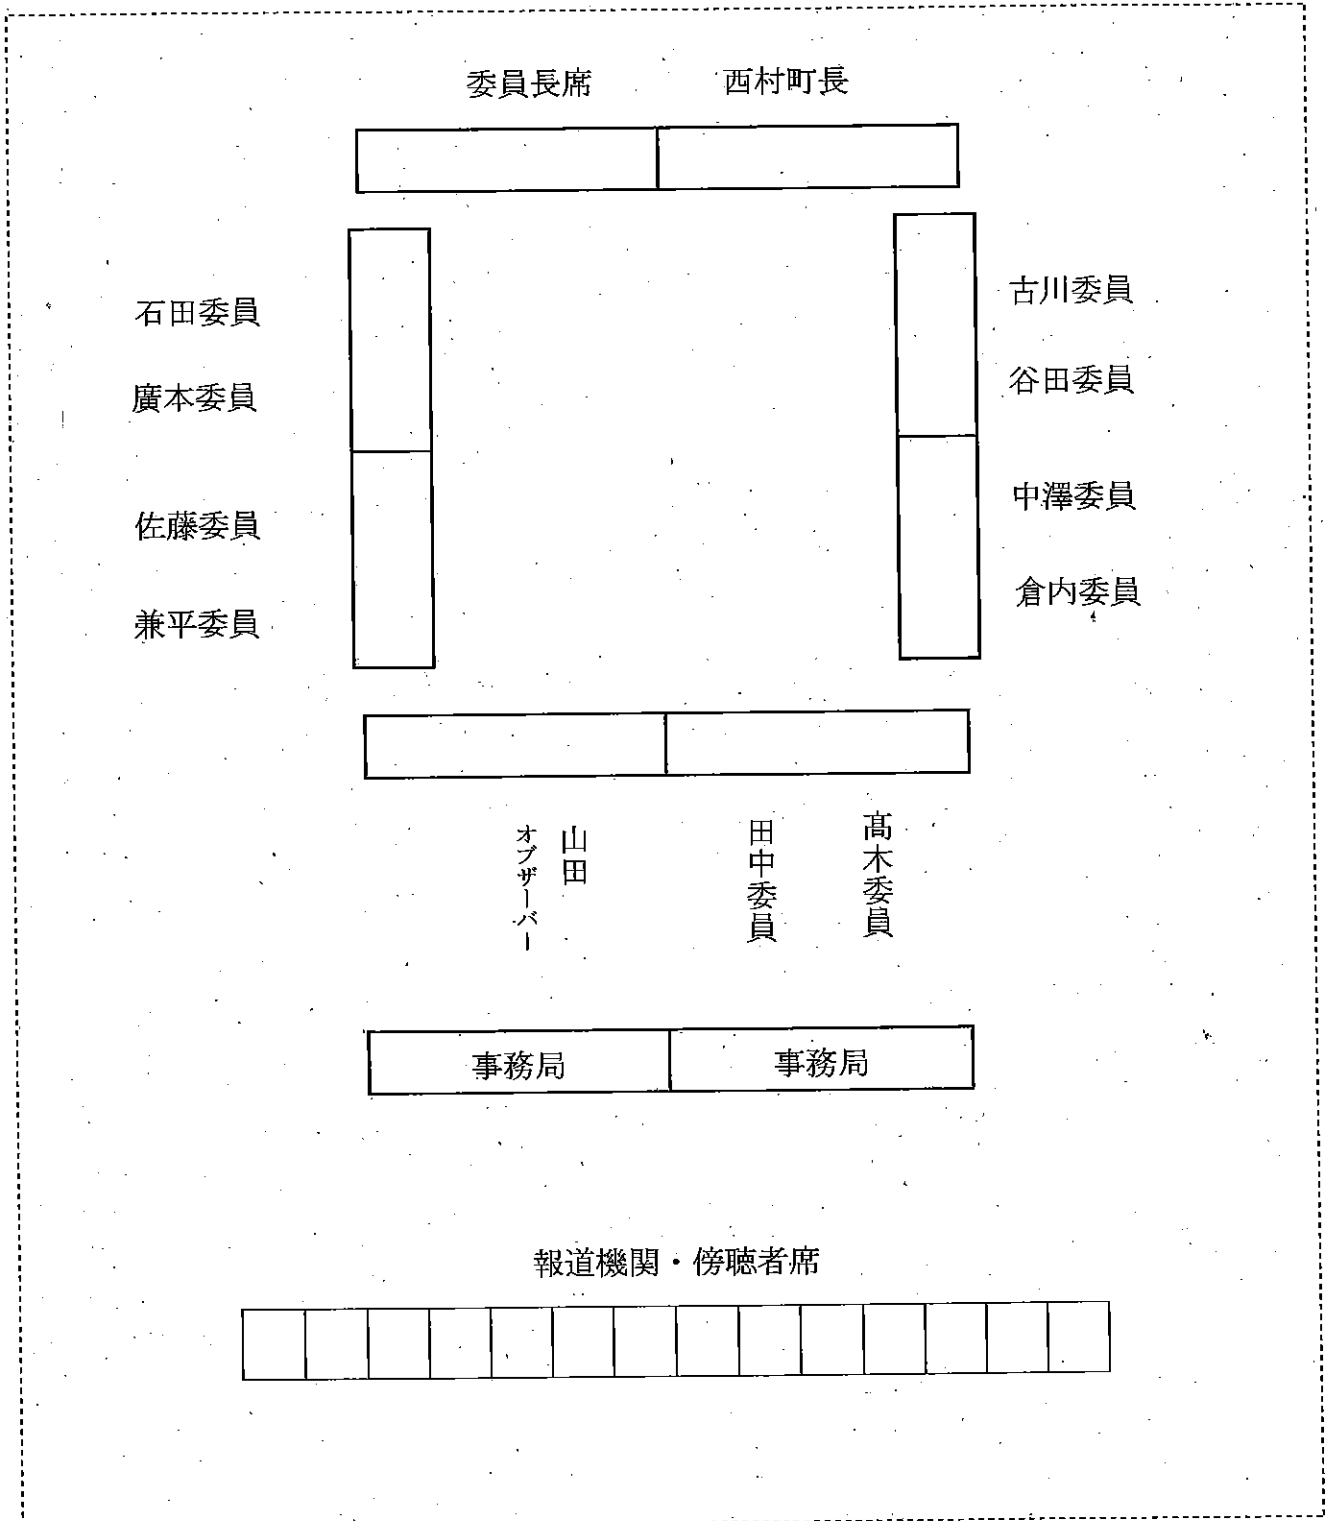 委員長席
西村町長
石田委員
廣本委員
佐藤委員
兼平委員
古川委員
谷田委員
中澤委員
倉内委員
髙木委員
田中委員
山田
オブザーバー
事務局
事務局
報道機関・傍聴者席